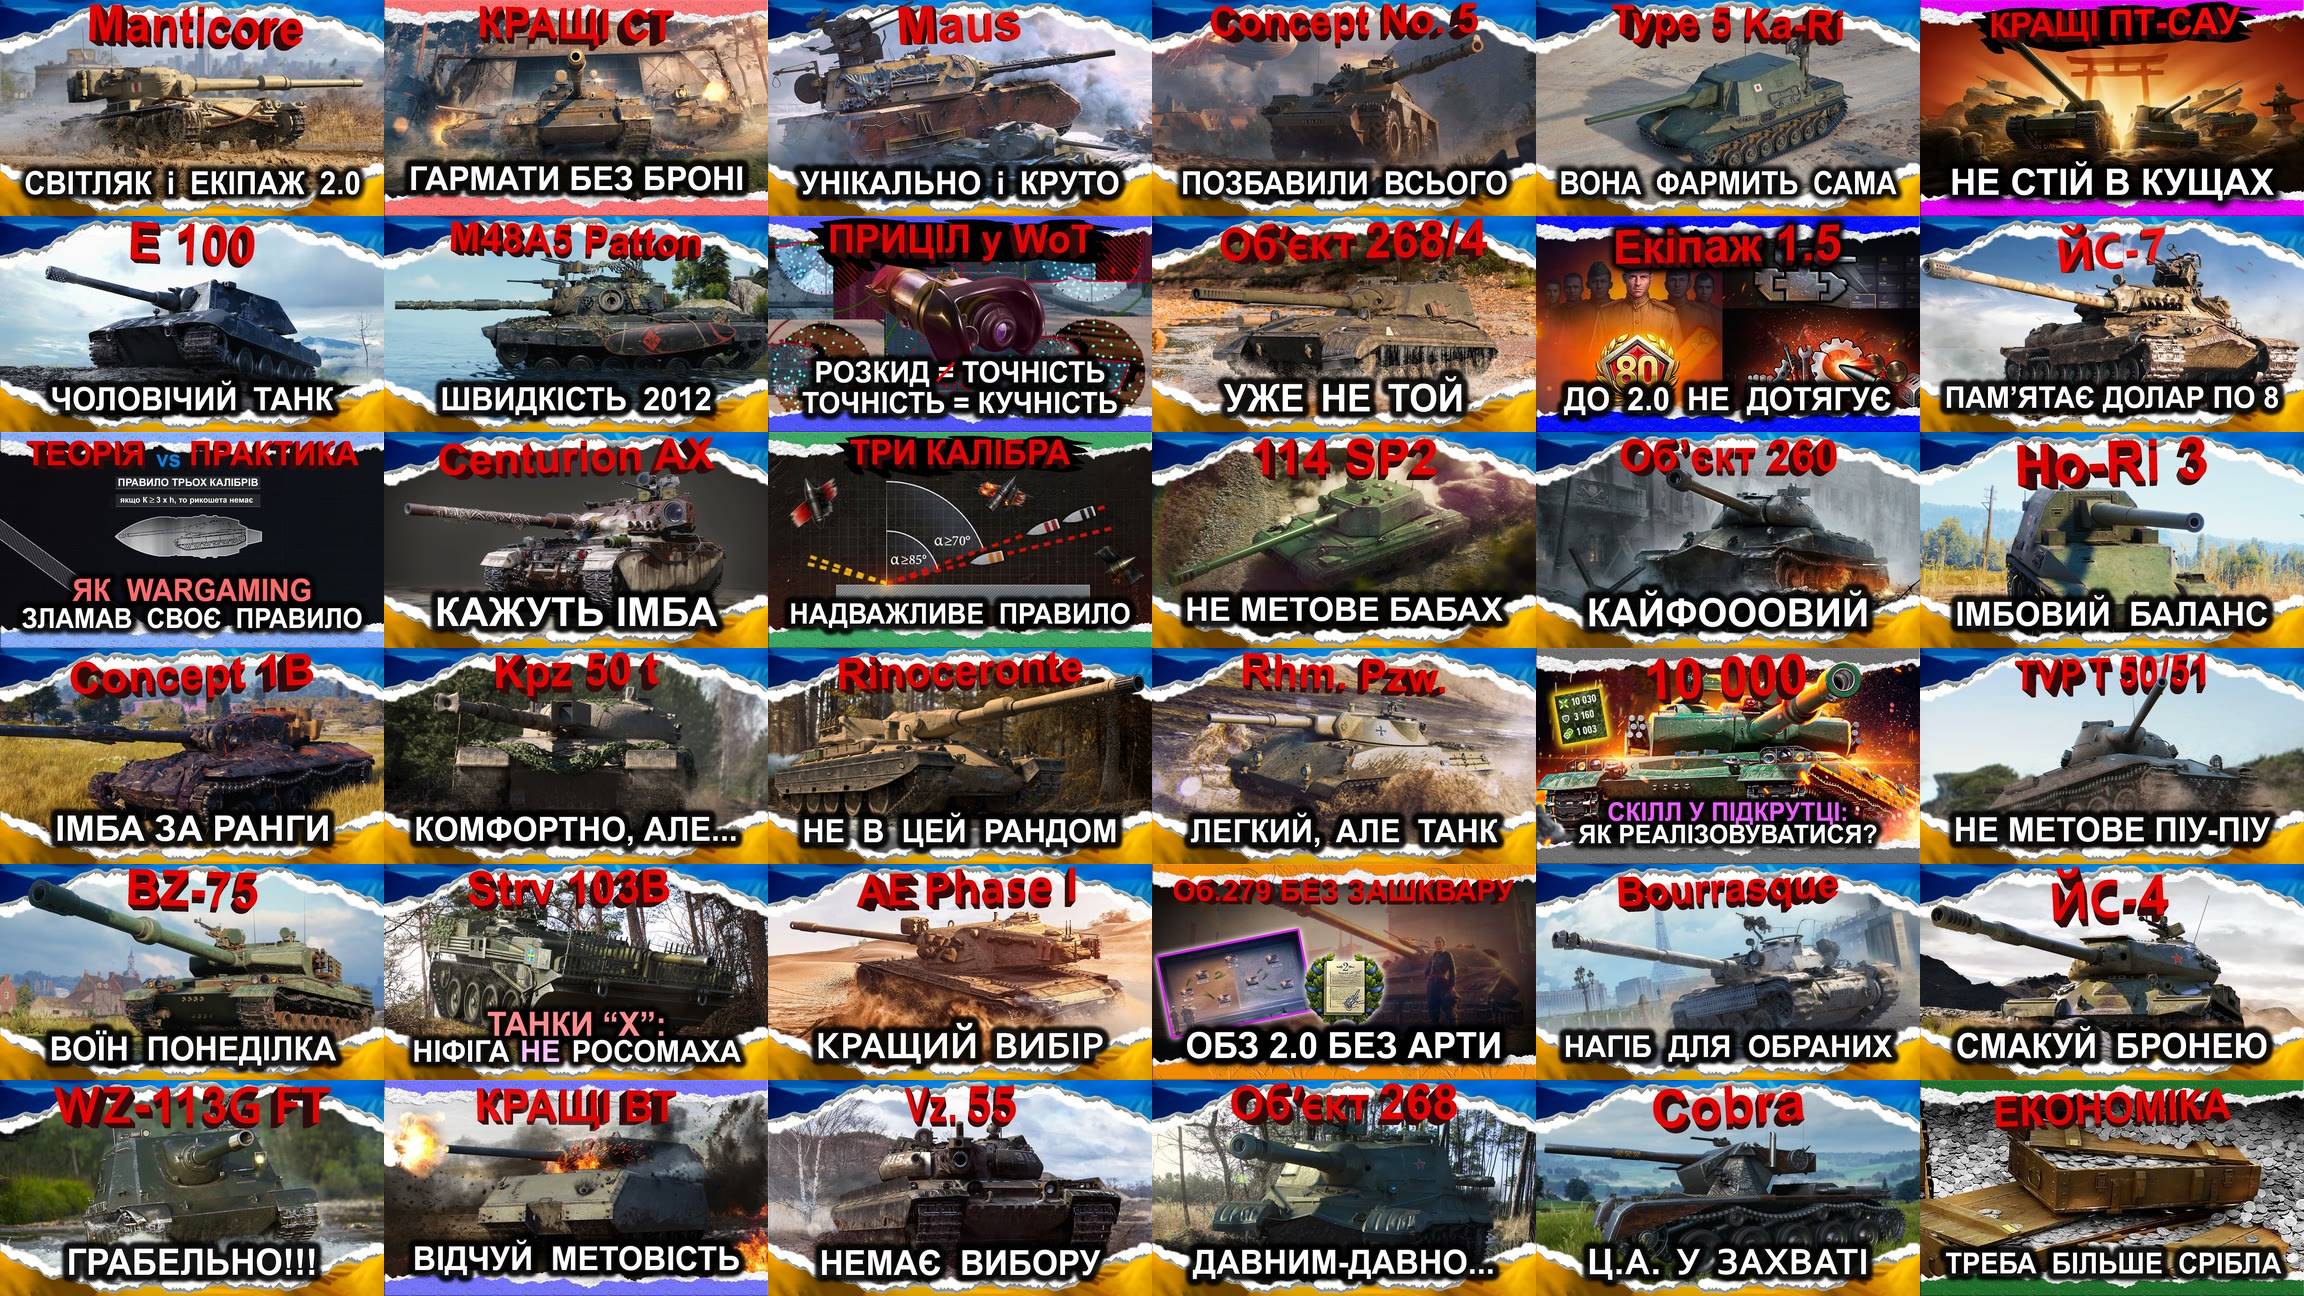 Manticore
СВІТЛЯК і ЕКІПАЖ 2.0
КРАЩІ СТ
ГАРМАТИ БЕЗ БРОНІ
Maus
УНІКАЛЬНО і КРУТО
Concept No. 5
ПОЗБАВИЛИ ВСЬОГО
Type 5 Ka-Ri
ВОНА ФАРМИТЬ САМА
КРАЩІ ПТ-САУ
НЕ СТІЙ В КУЩАХ
E 100
ЧОЛОВІЧИЙ ТАНК
M48A5 Patton
ШВИДКІСТЬ 2012
ПРИЦІЛ у WoT
РОЗКИД = ТОЧНІСТЬ
ТОЧНІСТЬ = КУЧНІСТЬ
Об'єкт 268/4
УЖЕ НЕ ТОЙ
Екіпаж 1.5
80
ДО 2.0 НЕ ДОТЯГУЄ
ЙС-7
ПАМ'ЯТАЄ ДОЛАР ПО 8
ТЕОРІЯ vs ПРАКТИКА
ПРАВИЛО ТРЬОХ КАЛІБРІВ
якщо K ≥ 3 x h, то рикошета немає
ЯК WARGAMING
ЗЛАМАВ СВОЄ ПРАВИЛО
Centurion AX
КАЖУТЬ ІМБА
ТРИ КАЛІБРА
α≥70°
α≥85°
НАДВАЖЛИВЕ ПРАВИЛО
114 SP2
НЕ МЕТОВЕ БАБАХ
Об'єкт 260
КАЙФОООВИЙ
Ho-Ri 3
ІМБОВИЙ БАЛАНС
Concept 1B
ІМБА ЗА РАНГИ
Kpz 50 t
КОМФОРТНО, АЛЕ...
Rinoceronte
НЕ В ЦЕЙ РАНДОМ
Rhm. Pzw.
ЛЕГКИЙ, АЛЕ ТАНК
10 000
10 030
3 160
1 003
СКІЛЛ У ПІДКРУТЦІ:
ЯК РЕАЛІЗОВУВАТИСЯ?
TVP T 50/51
НЕ МЕТОВЕ ПІУ-ПІУ
BZ-75
ВОЇН ПОНЕДІЛКА
Strv 103B
ТАНКИ “Х”:
НІФІГА НЕ РОСОМАХА
AE Phase I
КРАЩИЙ ВИБІР
Об.279 БЕЗ ЗАШКВАРУ
2
ОБЗ 2.0 БЕЗ АРТИ
Bourrasque
НАГІБ ДЛЯ ОБРАНИХ
ЙС-4
СМАКУЙ БРОНЕЮ
WZ-113G FT
ГРАБЕЛЬНО!!!
КРАЩІ ВТ
ВІДЧУЙ МЕТОВІСТЬ
Vz. 55
НЕМАЄ ВИБОРУ
Об'єкт 268
ДАВНИМ-ДАВНО...
Cobra
Ц.А. У ЗАХВАТІ
ЕКОНОМІКА
ТРЕБА БІЛЬШЕ СРІБЛА